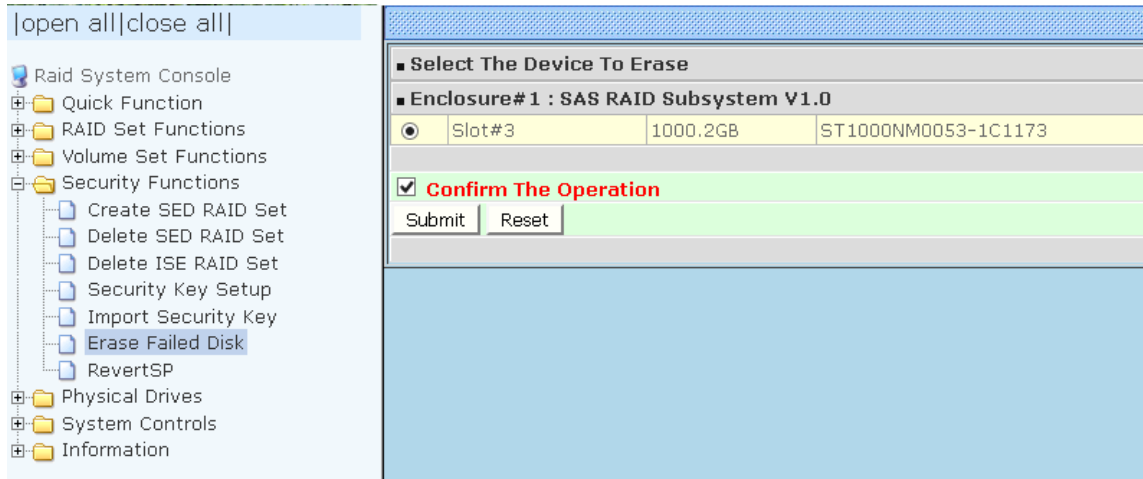 |open all|close all|
Raid System Console
Quick Function
RAID Set Functions
Volume Set Functions
Security Functions
Create SED RAID Set
Delete SED RAID Set
Delete ISE RAID Set
Security Key Setup
Import Security Key
Erase Failed Disk
RevertSP
Physical Drives
System Controls
Information
Select The Device To Erase
Enclosure#1 : SAS RAID Subsystem V1.0
Slot#3 1000.2GB ST1000NM0053-1C1173
Confirm The Operation
Submit Reset